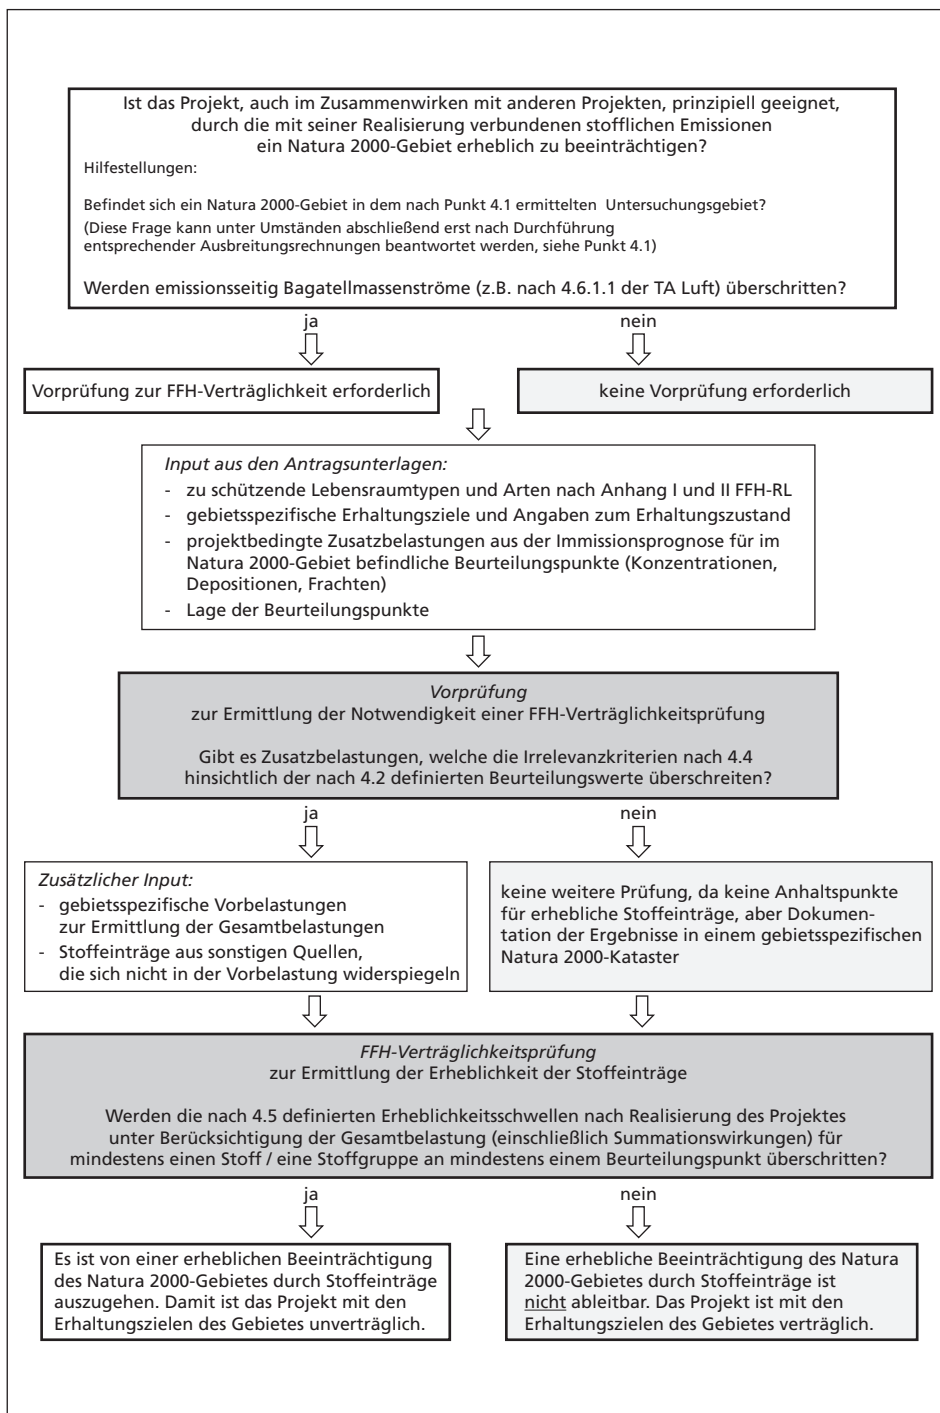 Ist das Projekt, auch im Zusammenwirken mit anderen Projekten, prinzipiell geeignet,
durch die mit seiner Realisierung verbundenen stofflichen Emissionen
ein Natura 2000-Gebiet erheblich zu beeinträchtigen?
Hilfestellungen:
Befindet sich ein Natura 2000-Gebiet in dem nach Punkt 4.1 ermittelten Untersuchungsgebiet?
(Diese Frage kann unter Umständen abschließend erst nach Durchführung
entsprechender Ausbreitungsrechnungen beantwortet werden, siehe Punkt 4.1)
Werden emissionsseitig Bagatellmassenströme (z.B. nach 4.6.1.1 der TA Luft) überschritten?
ja
nein
Vorprüfung zur FFH-Verträglichkeit erforderlich
keine Vorprüfung erforderlich
Input aus den Antragsunterlagen:
- zu schützende Lebensraumtypen und Arten nach Anhang I und II FFH-RL
- gebietsspezifische Erhaltungsziele und Angaben zum Erhaltungszustand
- projektbedingte Zusatzbelastungen aus der Immissionsprognose für im
Natura 2000-Gebiet befindliche Beurteilungspunkte (Konzentrationen,
Depositionen, Frachten)
- Lage der Beurteilungspunkte
Vorprüfung
zur Ermittlung der Notwendigkeit einer FFH-Verträglichkeitsprüfung
Gibt es Zusatzbelastungen, welche die Irrelevanzkriterien nach 4.4
hinsichtlich der nach 4.2 definierten Beurteilungswerte überschreiten?
ja
nein
Zusätzlicher Input:
- gebietsspezifische Vorbelastungen
zur Ermittlung der Gesamtbelastungen
- Stoffeinträge aus sonstigen Quellen,
die sich nicht in der Vorbelastung widerspiegeln
keine weitere Prüfung, da keine Anhaltspunkte
für erhebliche Stoffeinträge, aber Dokumen-
tation der Ergebnisse in einem gebietsspezifischen
Natura 2000-Kataster
FFH-Verträglichkeitsprüfung
zur Ermittlung der Erheblichkeit der Stoffeinträge
Werden die nach 4.5 definierten Erheblichkeitsschwellen nach Realisierung des Projektes
unter Berücksichtigung der Gesamtbelastung (einschließlich Summationswirkungen) für
mindestens einen Stoff / eine Stoffgruppe an mindestens einem Beurteilungspunkt überschritten?
ja
nein
Es ist von einer erheblichen Beeinträchtigung
des Natura 2000-Gebietes durch Stoffeinträge
auszugehen. Damit ist das Projekt mit den
Erhaltungszielen des Gebietes unverträglich.
Eine erhebliche Beeinträchtigung des Natura
2000-Gebietes durch Stoffeinträge ist
nicht ableitbar. Das Projekt ist mit den
Erhaltungszielen des Gebietes verträglich.